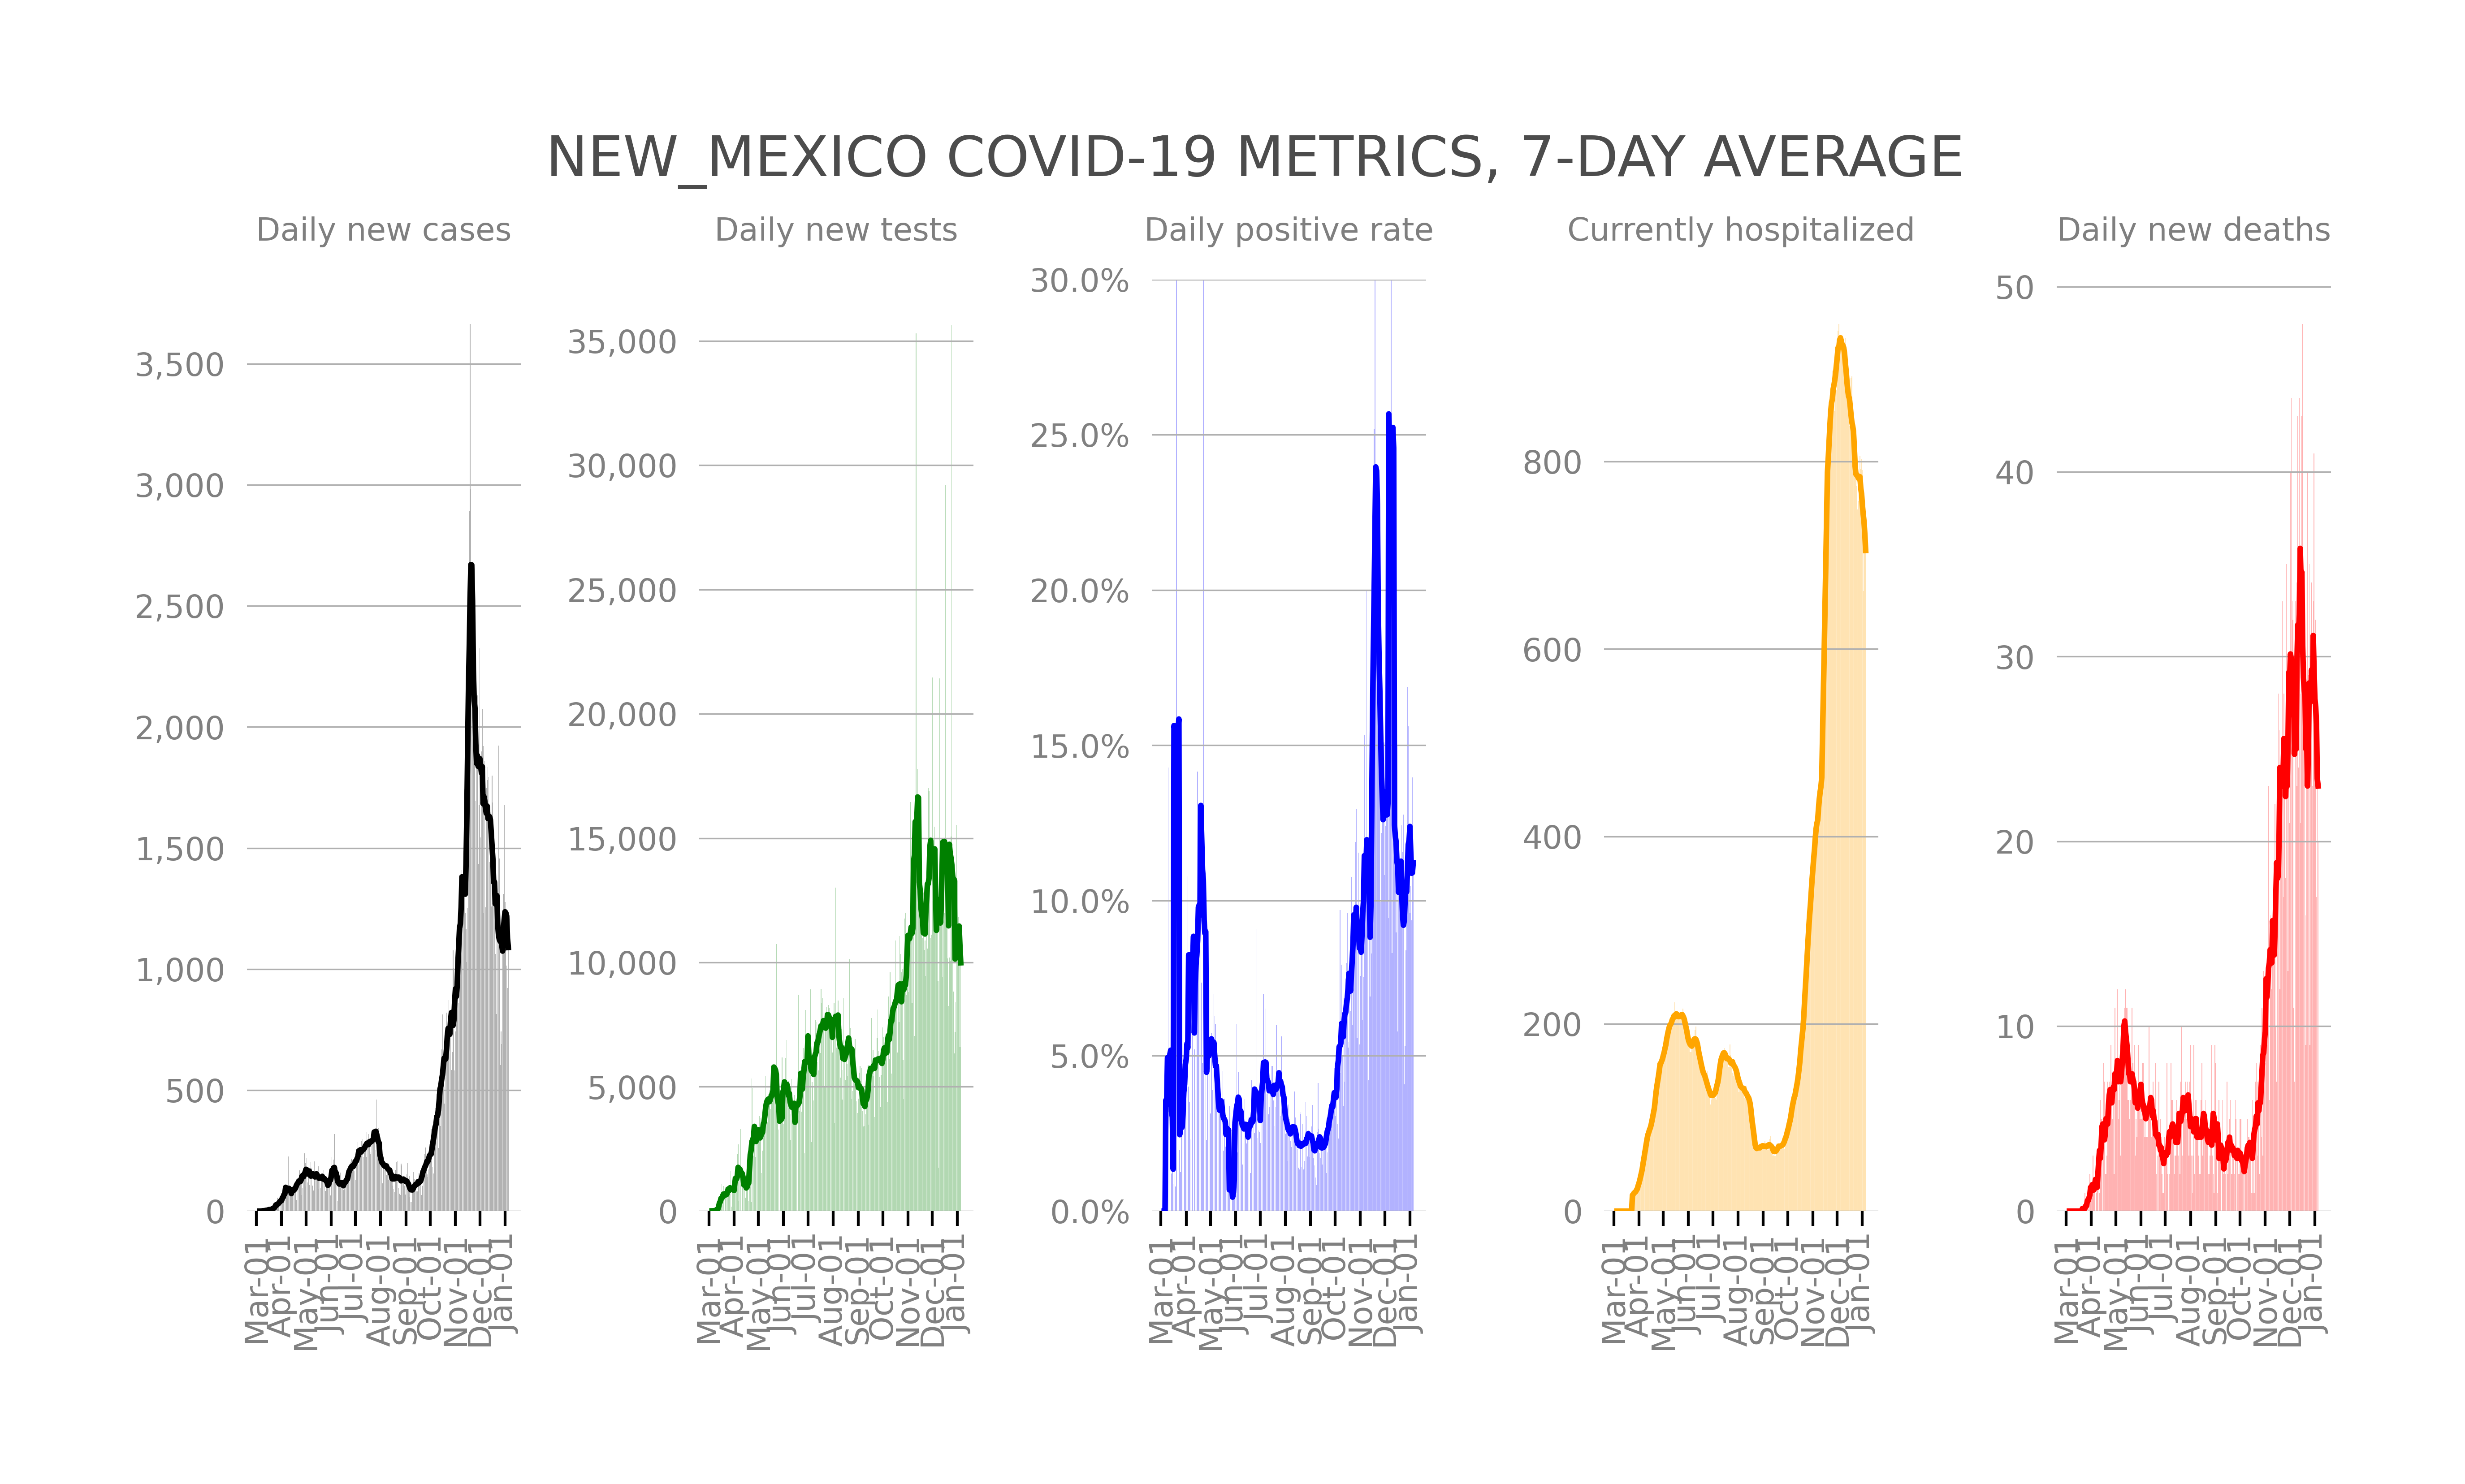 NEW_MEXICO COVID-19 METRICS, 7-DAY AVERAGE
Daily new cases
3,500
3,000
2,500
2,000
1,500
1,000
500
0
Mar-01
Apr-01
May-01
Jun-01
Jul-01
Aug-01
Sep-01
Oct-01
Nov-01
Dec-01
Jan-01
Daily new tests
35,000
30,000
25,000
20,000
15,000
10,000
5,000
0
Mar-01
Apr-01
May-01
Jun-01
Jul-01
Aug-01
Sep-01
Oct-01
Nov-01
Dec-01
Jan-01
Daily positive rate
30.0%
25.0%
20.0%
15.0%
10.0%
5.0%
0.0%
Mar-01
Apr-01
May-01
Jun-01
Jul-01
Aug-01
Sep-01
Oct-01
Nov-01
Dec-01
Jan-01
Currently hospitalized
800
600
400
200
0
Mar-01
Apr-01
May-01
Jun-01
Jul-01
Aug-01
Sep-01
Oct-01
Nov-01
Dec-01
Jan-01
Daily new deaths
50
40
30
20
10
0
Mar-01
Apr-01
May-01
Jun-01
Jul-01
Aug-01
Sep-01
Oct-01
Nov-01
Dec-01
Jan-01